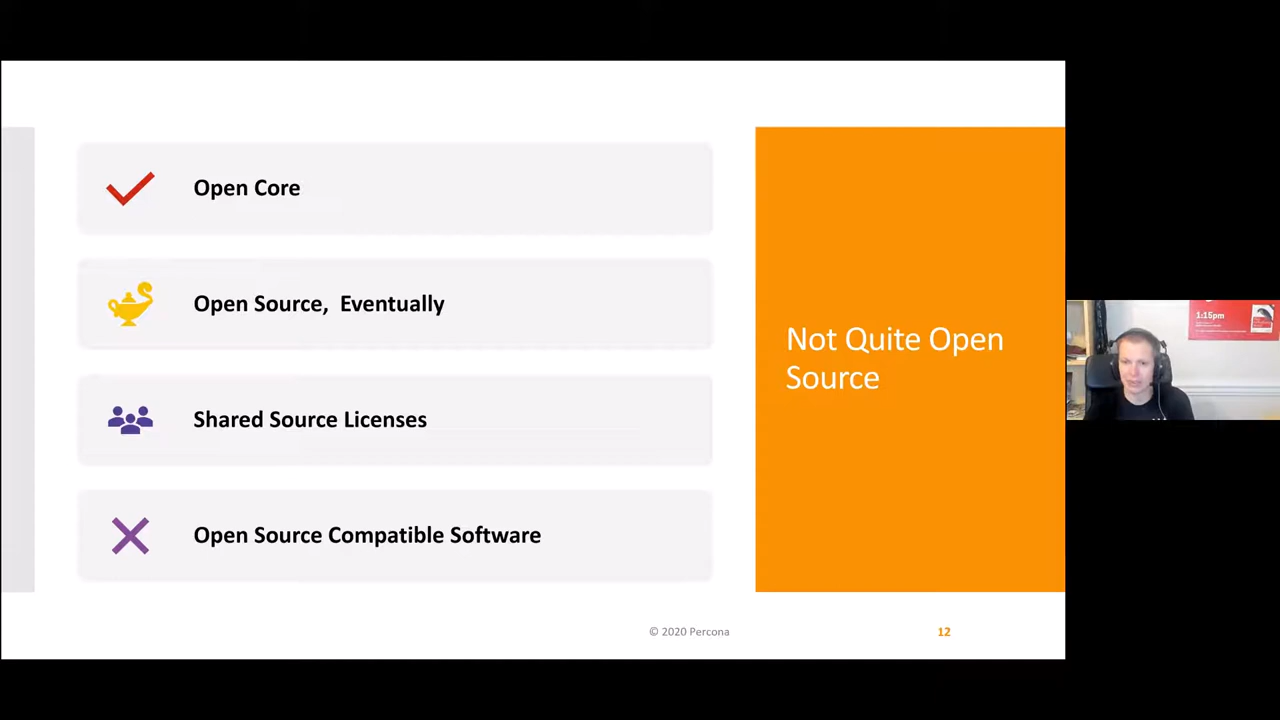 Open Core
Open Source,  Eventually
Shared Source Licenses
Open Source Compatible Software
Not Quite Open
Source
© 2020 Percona
12
1:15pm